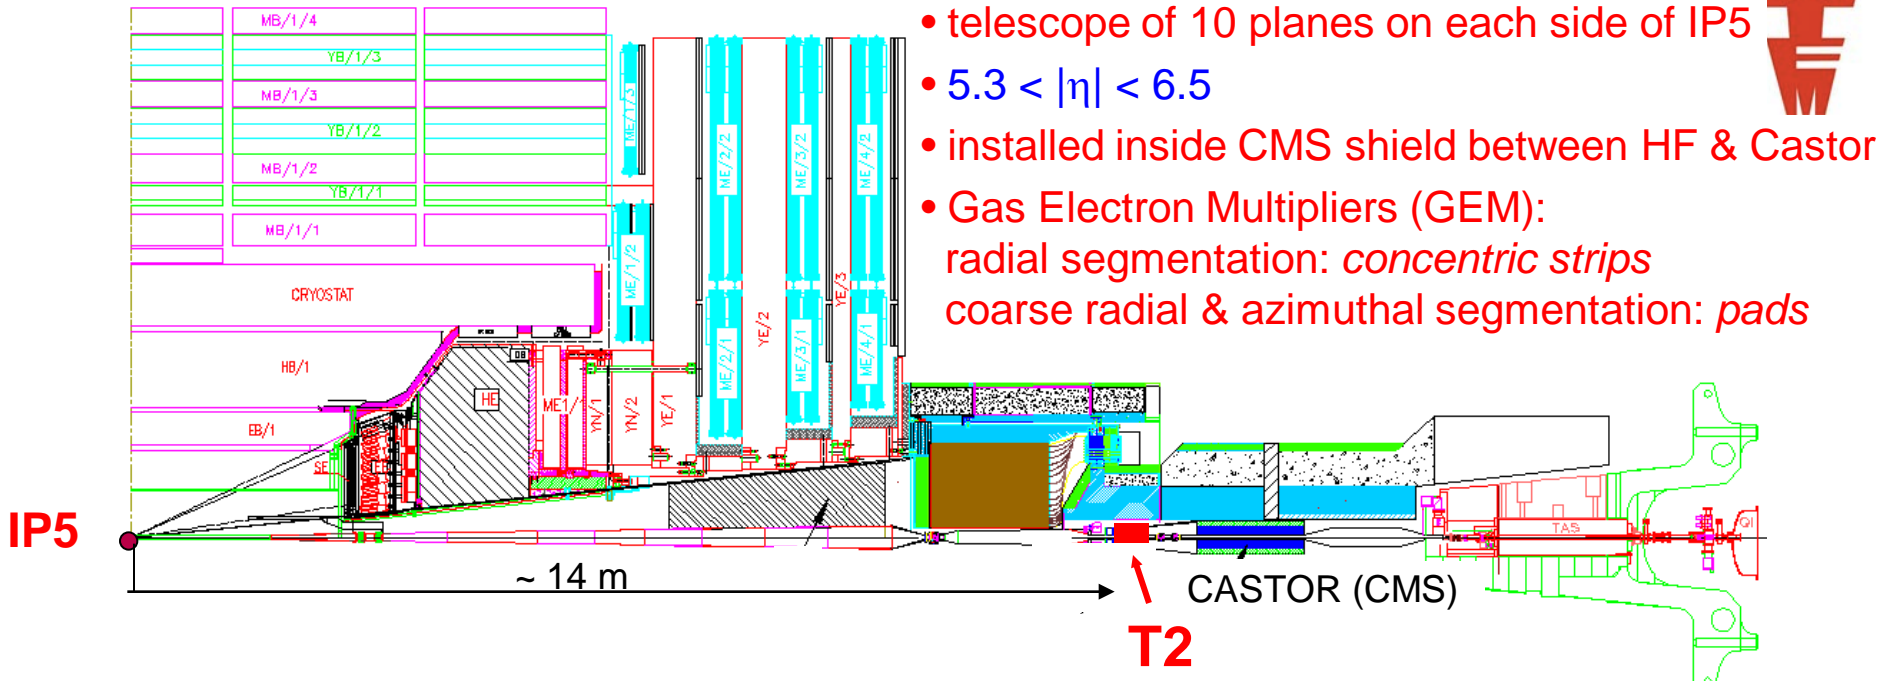 • telescope of 10 planes on each side of IP5
• 5.3 < |η| < 6.5
• installed inside CMS shield between HF & Castor
• Gas Electron Multipliers (GEM):
radial segmentation: concentric strips
coarse radial & azimuthal segmentation: pads
MB/1/4
YB/1/3
MB/1/3
YB/1/2
MB/1/2
YB/1/1
MB/1/1
CRYOSTAT
HB/1
EB/1
SE
HE
ME1/
YN/1
YN/2
YE/1
ME/1/3
ME/1/2
ME/2/2
ME/2/1
YE/2
ME/3/2
ME/3/1
YE/3
ME/4/2
ME/4/1
TAS
IP5
~ 14 m
CASTOR (CMS)
T2